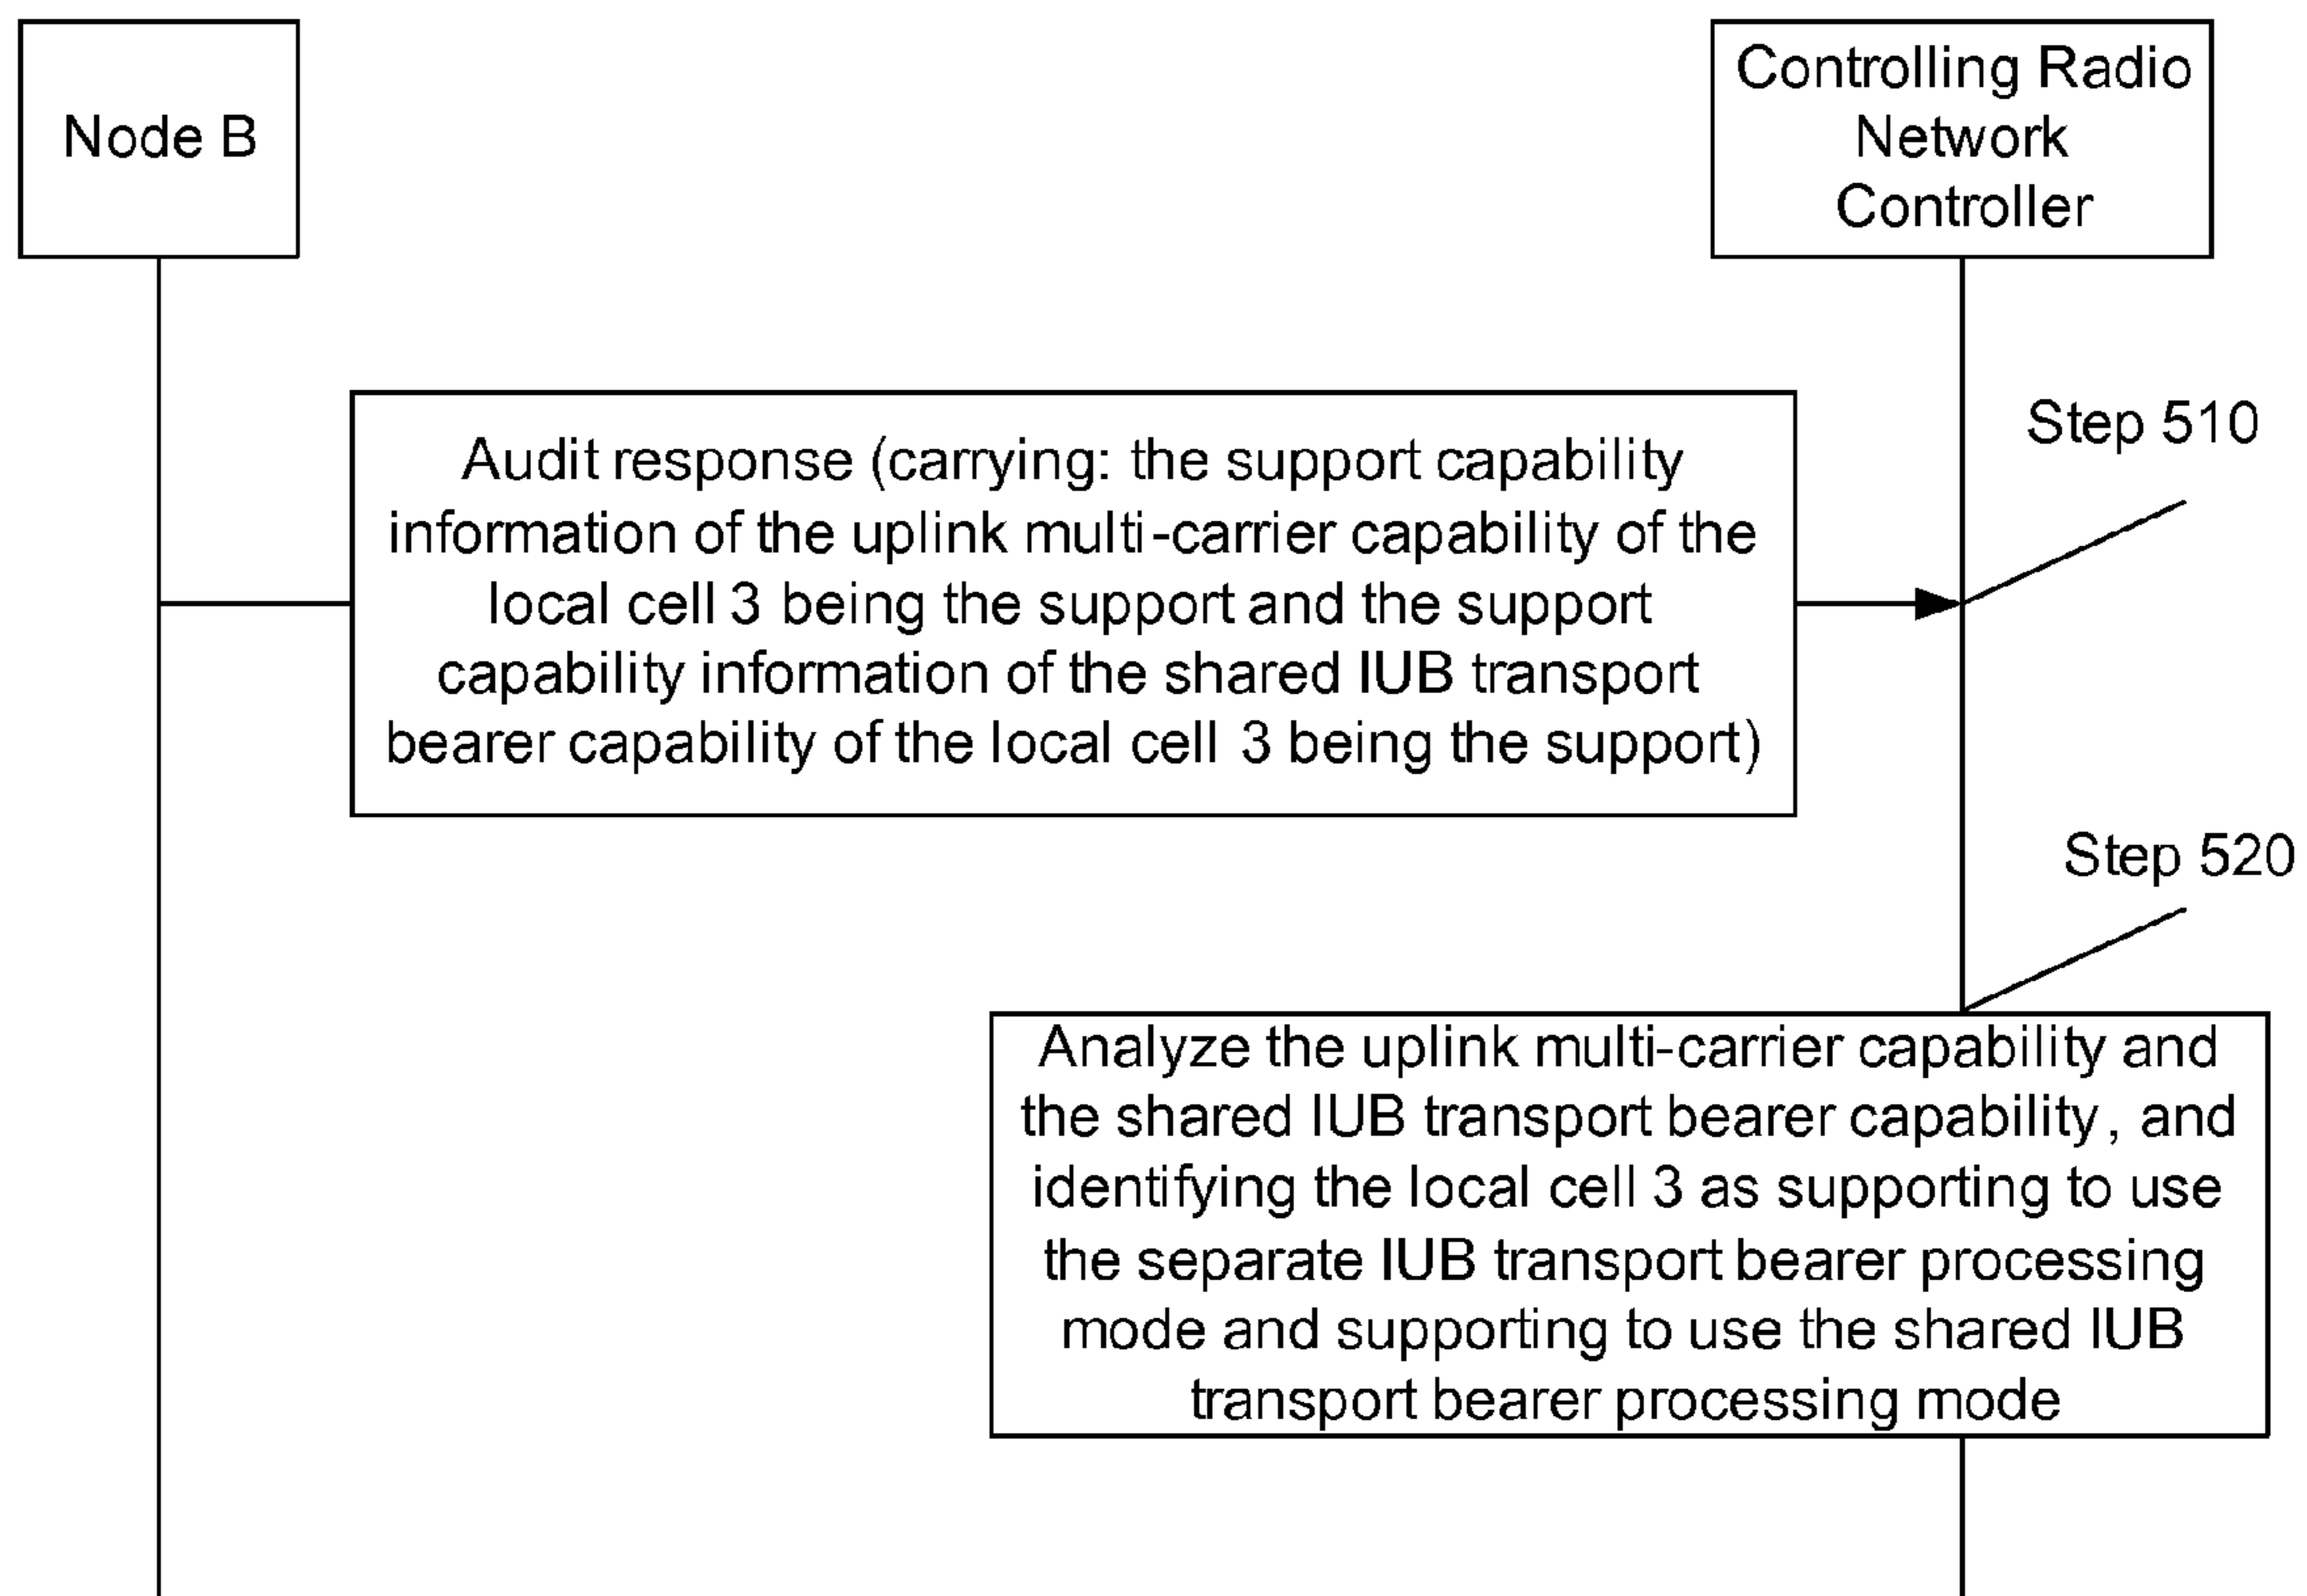 Node B
Controlling Radio
Network
Controller
Step 510
Audit response (carrying: the support capability
information of the uplink multi-carrier capability of the
local cell 3 being the support and the support
capability information of the shared IUB transport
bearer capability of the local cell 3 being the support)
Step 520
Analyze the uplink multi-carrier capability and
the shared IUB transport bearer capability, and
identifying the local cell 3 as supporting to use
the separate IUB transport bearer processing
mode and supporting to use the shared IUB
transport bearer processing mode